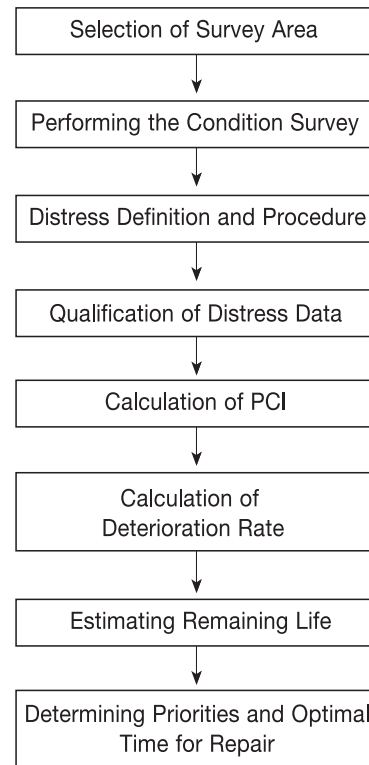 Selection of Survey Area
Performing the Condition Survey
Distress Definition and Procedure
Qualification of Distress Data
Calculation of PCI
Calculation of
Deterioration Rate
Estimating Remaining Life
Determining Priorities and Optimal
Time for Repair